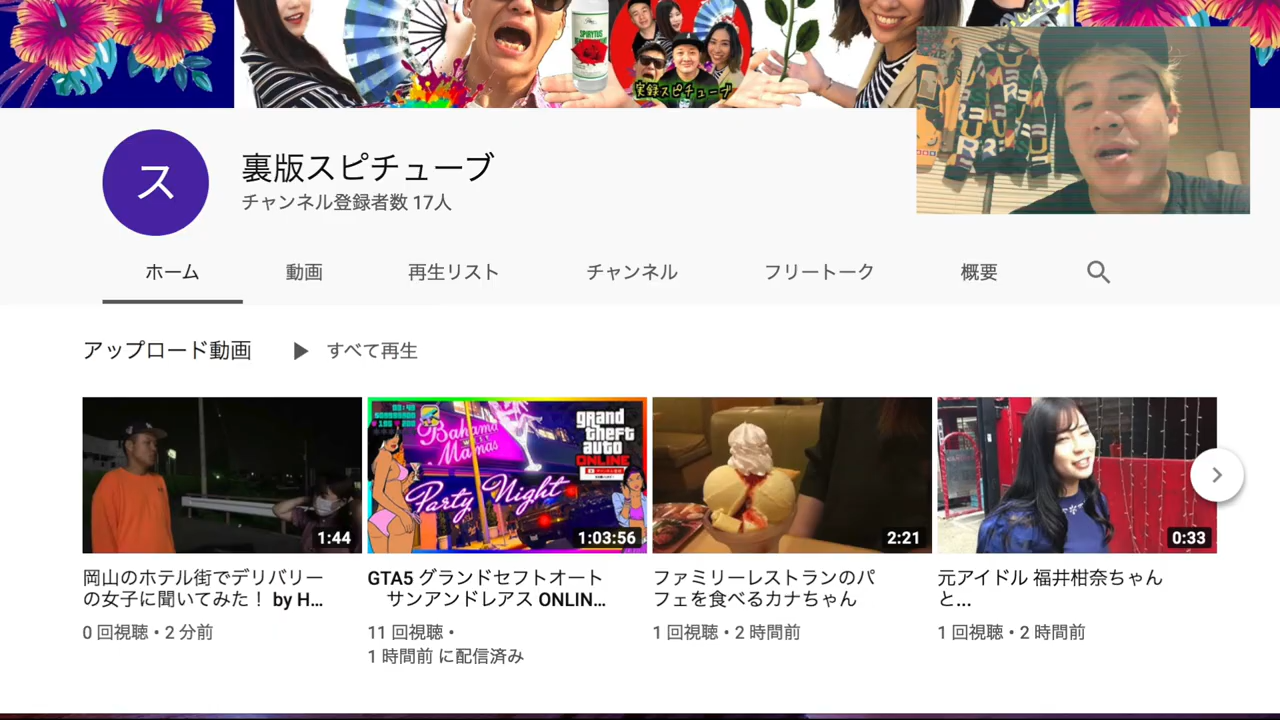 SPIRYTUS
実録スピチューブ
ス
裏版スピチューブ
チャンネル登録者数 17人
ホーム
動画
再生リスト
チャンネル
フリートーク
概要
アップロード動画
すべて再生
1:44
Bahama
Mamas
Party Night
grand
theft
auto
ONLINE
1:03:56
2:21
0:33
岡山のホテル街でデリバリー
の女子に聞いてみた! by H...
0 回視聴・2 分前
GTA5 グランドセフトオート
サンアンドレアス ONLIN...
11 回視聴・
1 時間前 に配信済み
ファミリーレストランのパ
フェを食べるカナちゃん
1 回視聴・2 時間前
元アイドル 福井柑奈ちゃん
と...
1 回視聴・2 時間前